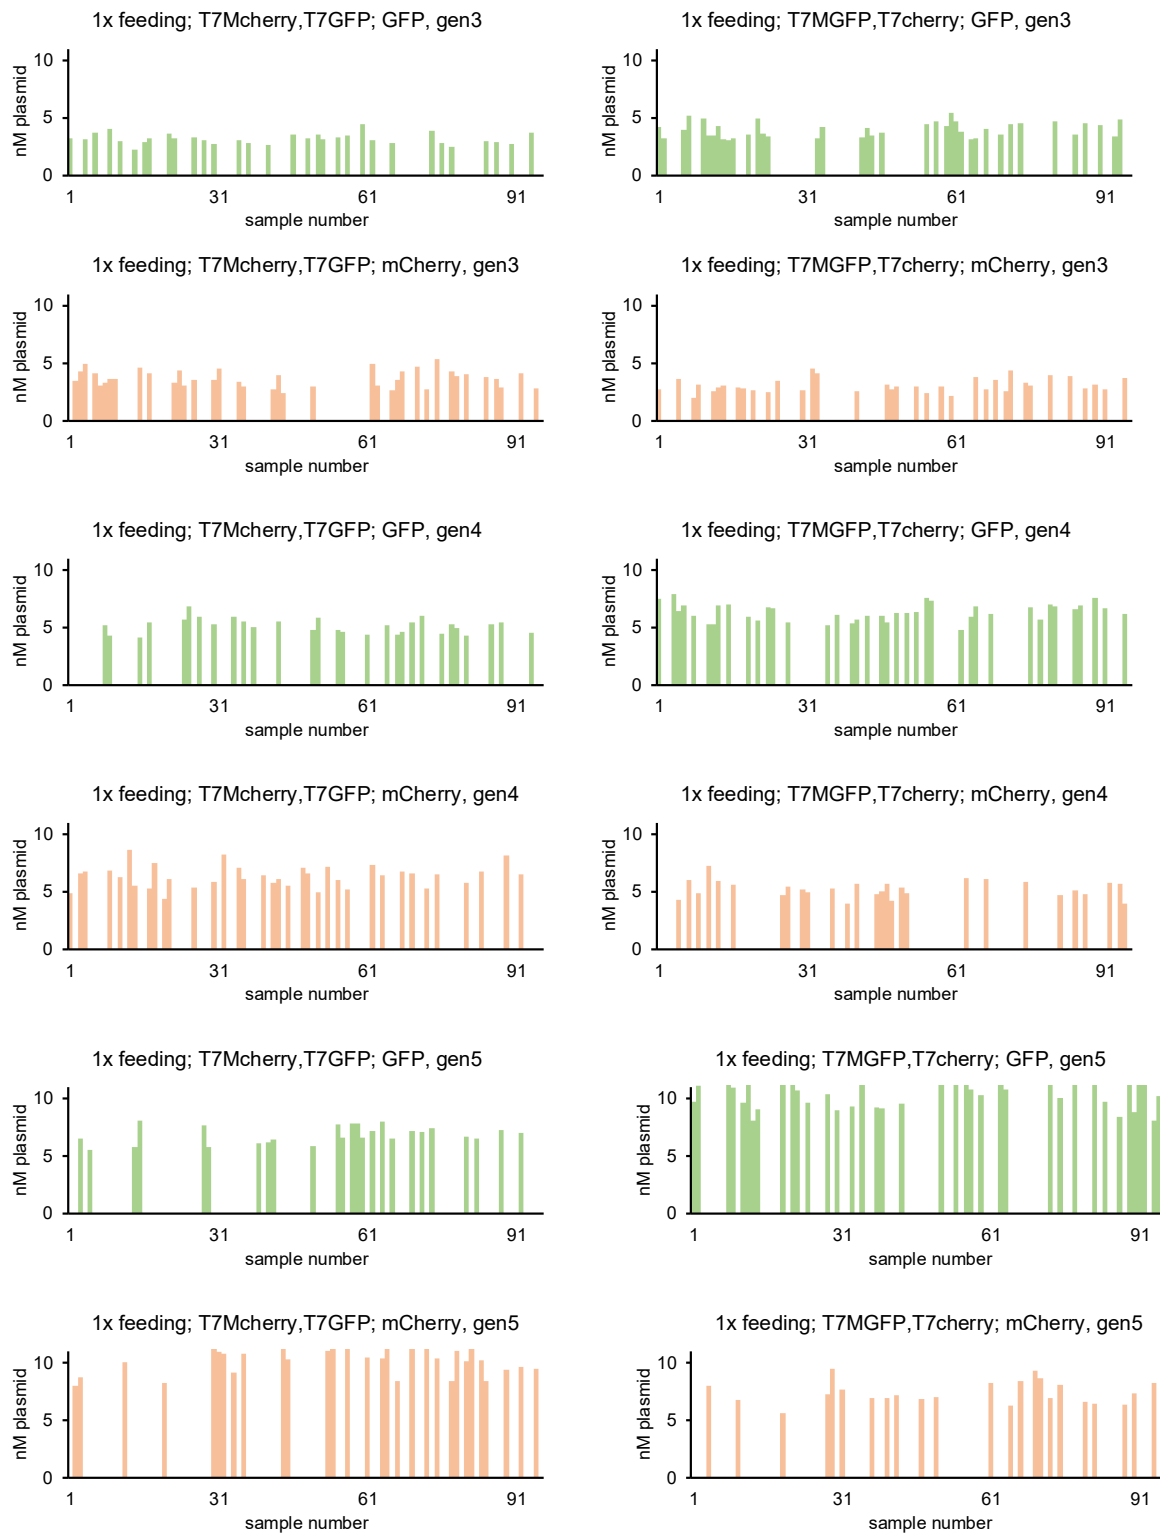 1x feeding; T7Mcherry,T7GFP; GFP, gen3
10
5
0
nM plasmid
1 31 61 91
sample number
1x feeding; T7MGFP,T7cherry; GFP, gen3
10
5
0
nM plasmid
1 31 61 91
sample number
1x feeding; T7Mcherry,T7GFP; mCherry, gen3
10
5
0
nM plasmid
1 31 61 91
sample number
1x feeding; T7MGFP,T7cherry; mCherry, gen3
10
5
0
nM plasmid
1 31 61 91
sample number
1x feeding; T7Mcherry,T7GFP; GFP, gen4
10
5
0
nM plasmid
1 31 61 91
sample number
1x feeding; T7MGFP,T7cherry; GFP, gen4
10
5
0
nM plasmid
1 31 61 91
sample number
1x feeding; T7Mcherry,T7GFP; mCherry, gen4
10
5
0
nM plasmid
1 31 61 91
sample number
1x feeding; T7MGFP,T7cherry; mCherry, gen4
10
5
0
nM plasmid
1 31 61 91
sample number
1x feeding; T7Mcherry,T7GFP; GFP, gen5
10
5
0
nM plasmid
1 31 61 91
sample number
1x feeding; T7MGFP,T7cherry; GFP, gen5
10
5
0
nM plasmid
1 31 61 91
sample number
1x feeding; T7Mcherry,T7GFP; mCherry, gen5
10
5
0
nM plasmid
1 31 61 91
sample number
1x feeding; T7MGFP,T7cherry; mCherry, gen5
10
5
0
nM plasmid
1 31 61 91
sample number